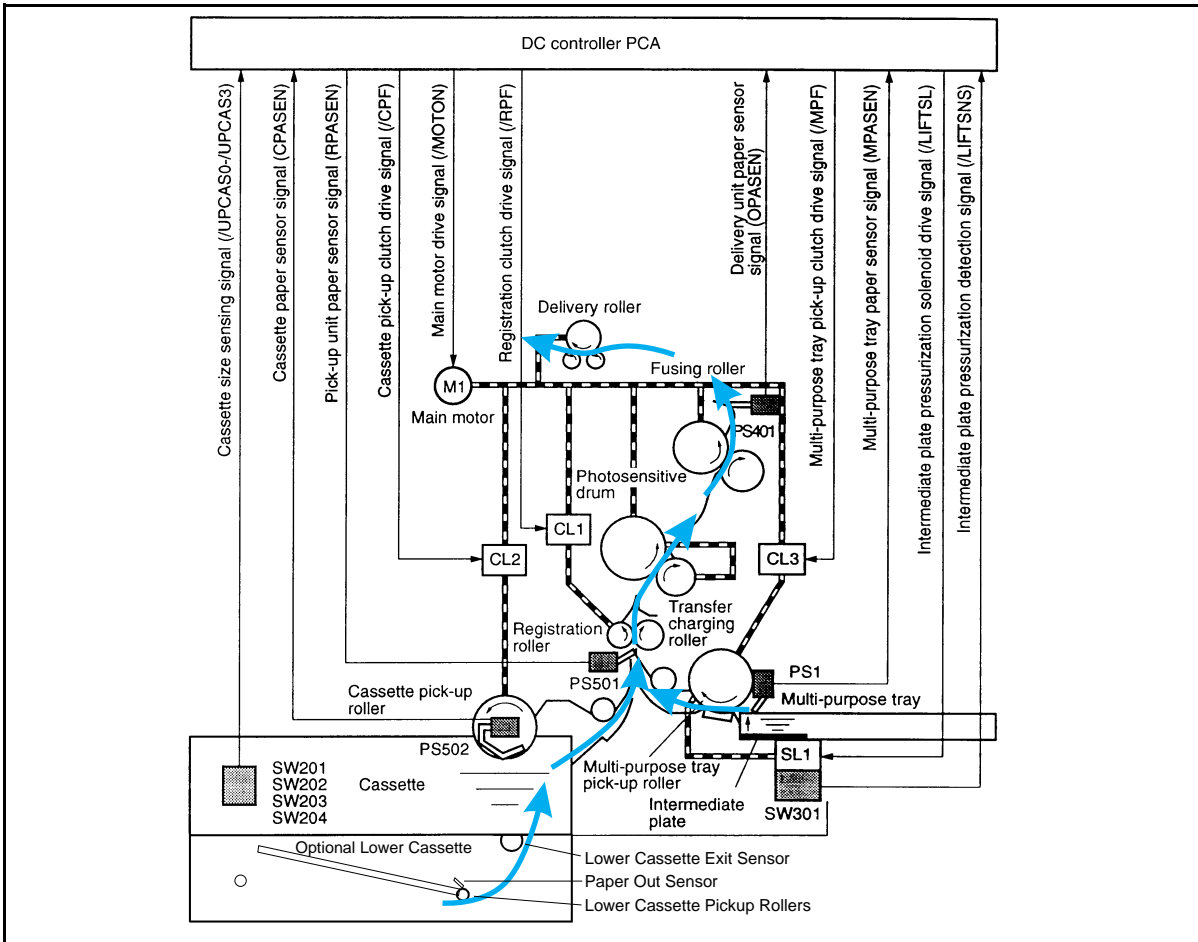 DC controller PCA
Cassette size sensing signal (/UPCAS0-/UPCAS3)
Cassette paper sensor signal (CPASEN)
Pick-up unit paper sensor signal (RPASEN)
Cassette pick-up clutch drive signal (/CPF)
Main motor drive signal (/MOTON)
Registration clutch drive signal (/RPF)
Delivery unit paper sensor
signal (OPASEN)
Multi-purpose tray pick-up clutch drive signal (/MPF)
Multi-purpose tray paper sensor signal (MPASEN)
Intermediate plate pressurization solenoid drive signal (/LIFTSL)
Intermediate plate pressurization detection signal (/LIFTSNS)
Delivery roller
Fusing roller
M1
Main motor
PS401
Photosensitive
drum
CL1
CL2
CL3
Transfer
charging
roller
Registration
roller
PS501
PS1
Multi-purpose tray
Cassette pick-up
roller
PS502
SL1
Multi-purpose tray
pick-up roller
Intermediate
plate
SW301
SW201
SW202
SW203
SW204
Cassette
Optional Lower Cassette
Lower Cassette Exit Sensor
Paper Out Sensor
Lower Cassette Pickup Rollers